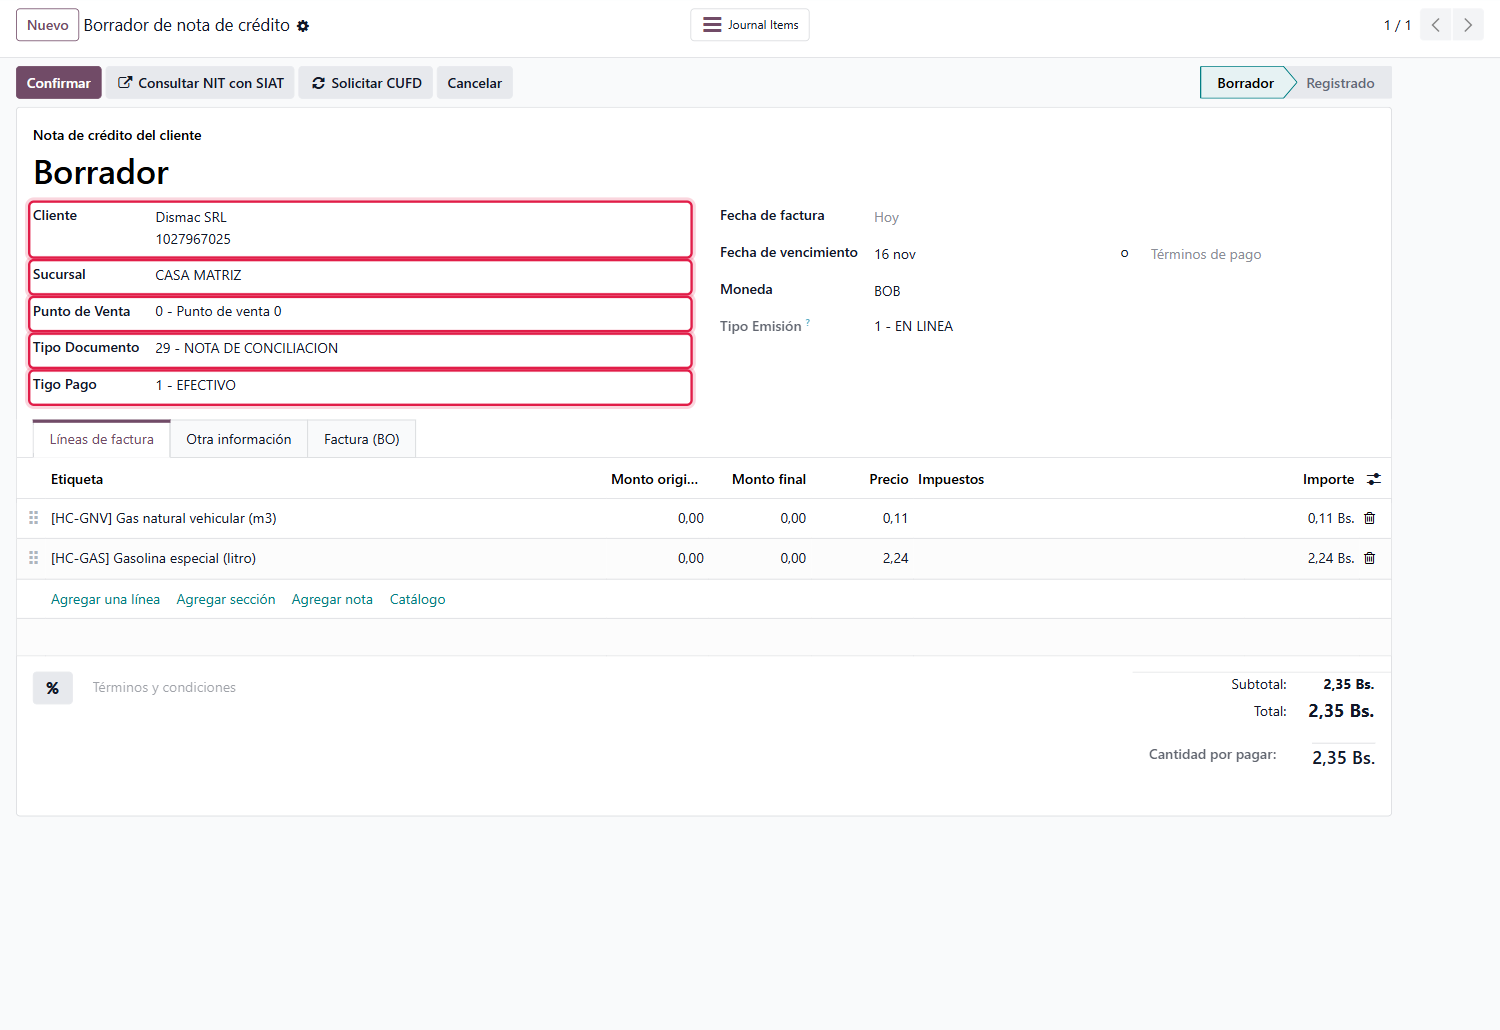 Nuevo Borrador de nota de crédito
Journal Items
1 / 1
Confirmar Consultar NIT con SIAT Solicitar CUFD Cancelar
Borrador Registrado
Nota de crédito del cliente
Borrador
Cliente Dismac SRL
1027967025
Sucursal CASA MATRIZ
Punto de Venta 0 - Punto de venta 0
Tipo Documento 29 - NOTA DE CONCILIACION
Tigo Pago 1 - EFECTIVO
Fecha de factura Hoy
Fecha de vencimiento 16 nov o Términos de pago
Moneda BOB
Tipo Emisión ? 1 - EN LINEA
Líneas de factura Otra información Factura (BO)
Etiqueta Monto origi... Monto final Precio Impuestos Importe
[HC-GNV] Gas natural vehicular (m3) 0,00 0,00 0,11 0,11 Bs.
[HC-GAS] Gasolina especial (litro) 0,00 0,00 2,24 2,24 Bs.
Agregar una línea Agregar sección Agregar nota Catálogo
% Términos y condiciones
Subtotal: 2,35 Bs.
Total: 2,35 Bs.
Cantidad por pagar: 2,35 Bs.